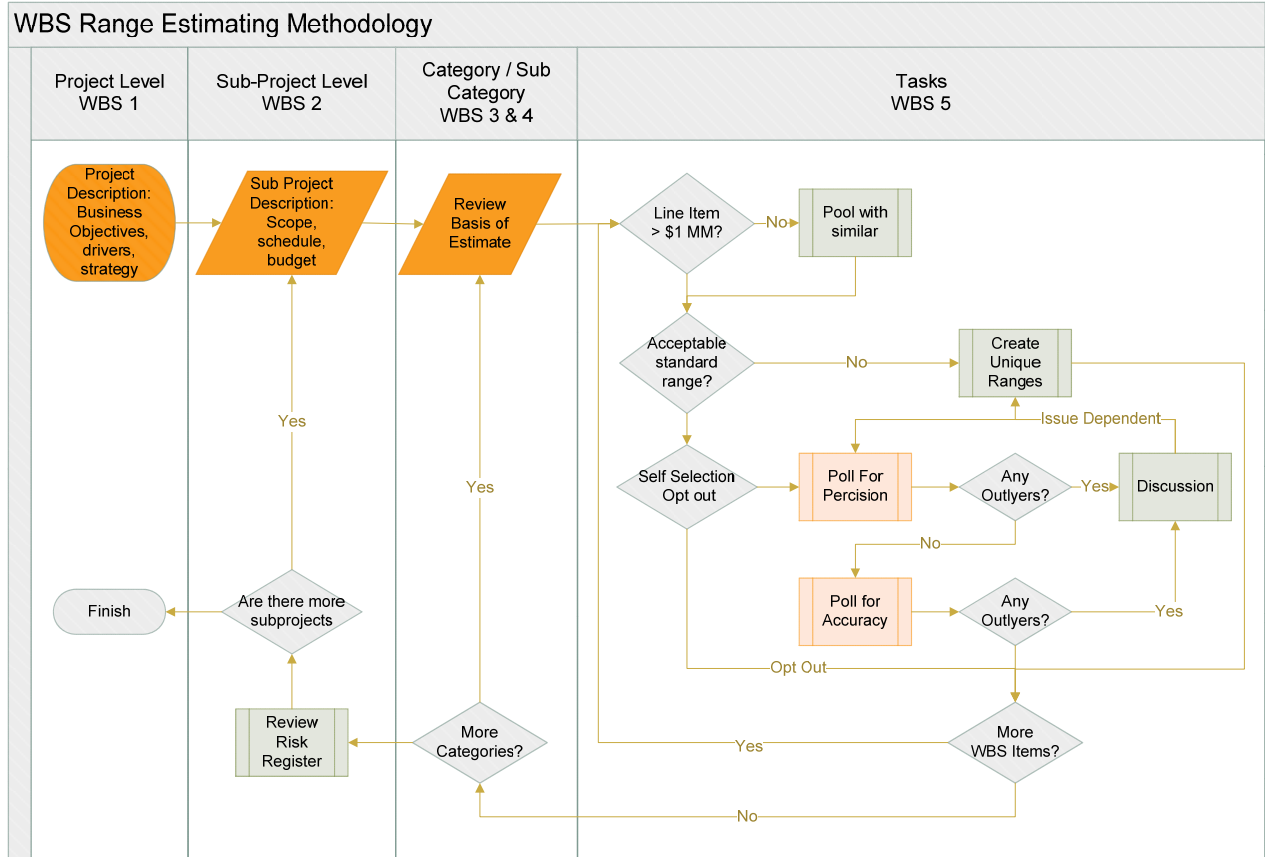 WBS Range Estimating Methodology
Project Level
WBS 1
Sub-Project Level
WBS 2
Category / Sub
Category
WBS 3 & 4
Tasks
WBS 5
Project
Description:
Business
Objectives,
drivers,
strategy
Sub Project
Description:
Scope,
schedule,
budget
Review
Basis of
Estimate
Line Item
> $1 MM?
No
Pool with
similar
Acceptable
standard
range?
No
Create
Unique
Ranges
Issue Dependent
Yes
Self Selection
Opt out
Poll For
Percision
Any
Outlyers?
Yes
Discussion
Yes
No
Finish
Are there more
subprojects
Poll for
Accuracy
Any
Outlyers?
Yes
Opt Out
Review
Risk
Register
More
Categories?
Yes
More
WBS Items?
No